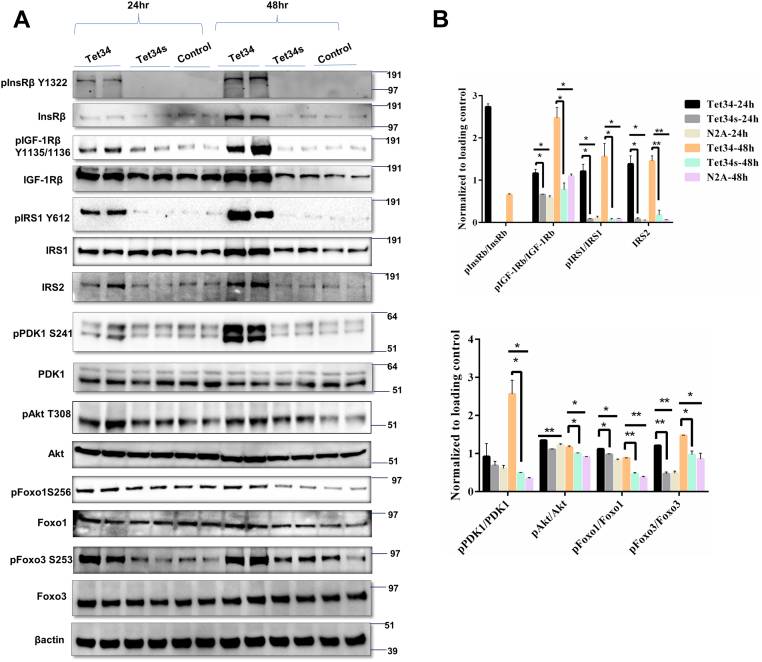 A
24hr
48hr
Tet34
Tet34s
Control
Tet34
Tet34s
Control
pInsRβ Y1322
191
97
InsRβ
191
97
pIGF-1Rβ
Y1135/1136
191
IGF-1Rβ
191
pIRS1 Y612
191
IRS1
191
IRS2
191
pPDK1 S241
64
51
PDK1
64
51
pAkt T308
51
Akt
51
pFoxo1S256
97
Foxo1
97
pFoxo3 S253
97
Foxo3
97
βactin
51
39
B
Normalized to loading control
3
2
1
0
* * * * * * * * * * ** **
pInsRb/InsRb
pIGF-1Rb/IGF-1Rb
pIRS1/IRS1
IRS2
Tet34-24h
Tet34s-24h
N2A-24h
Tet34-48h
Tet34s-48h
N2A-48h
Normalized to loading control
4
3
2
1
0
* * ** * * * * ** ** ** ** * *
pPDK1/PDK1
pAkt/Akt
pFoxo1/Foxo1
pFoxo3/Foxo3